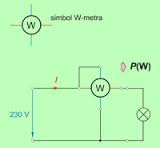 simbol W-metra
W
P(W)
I
W
230 V